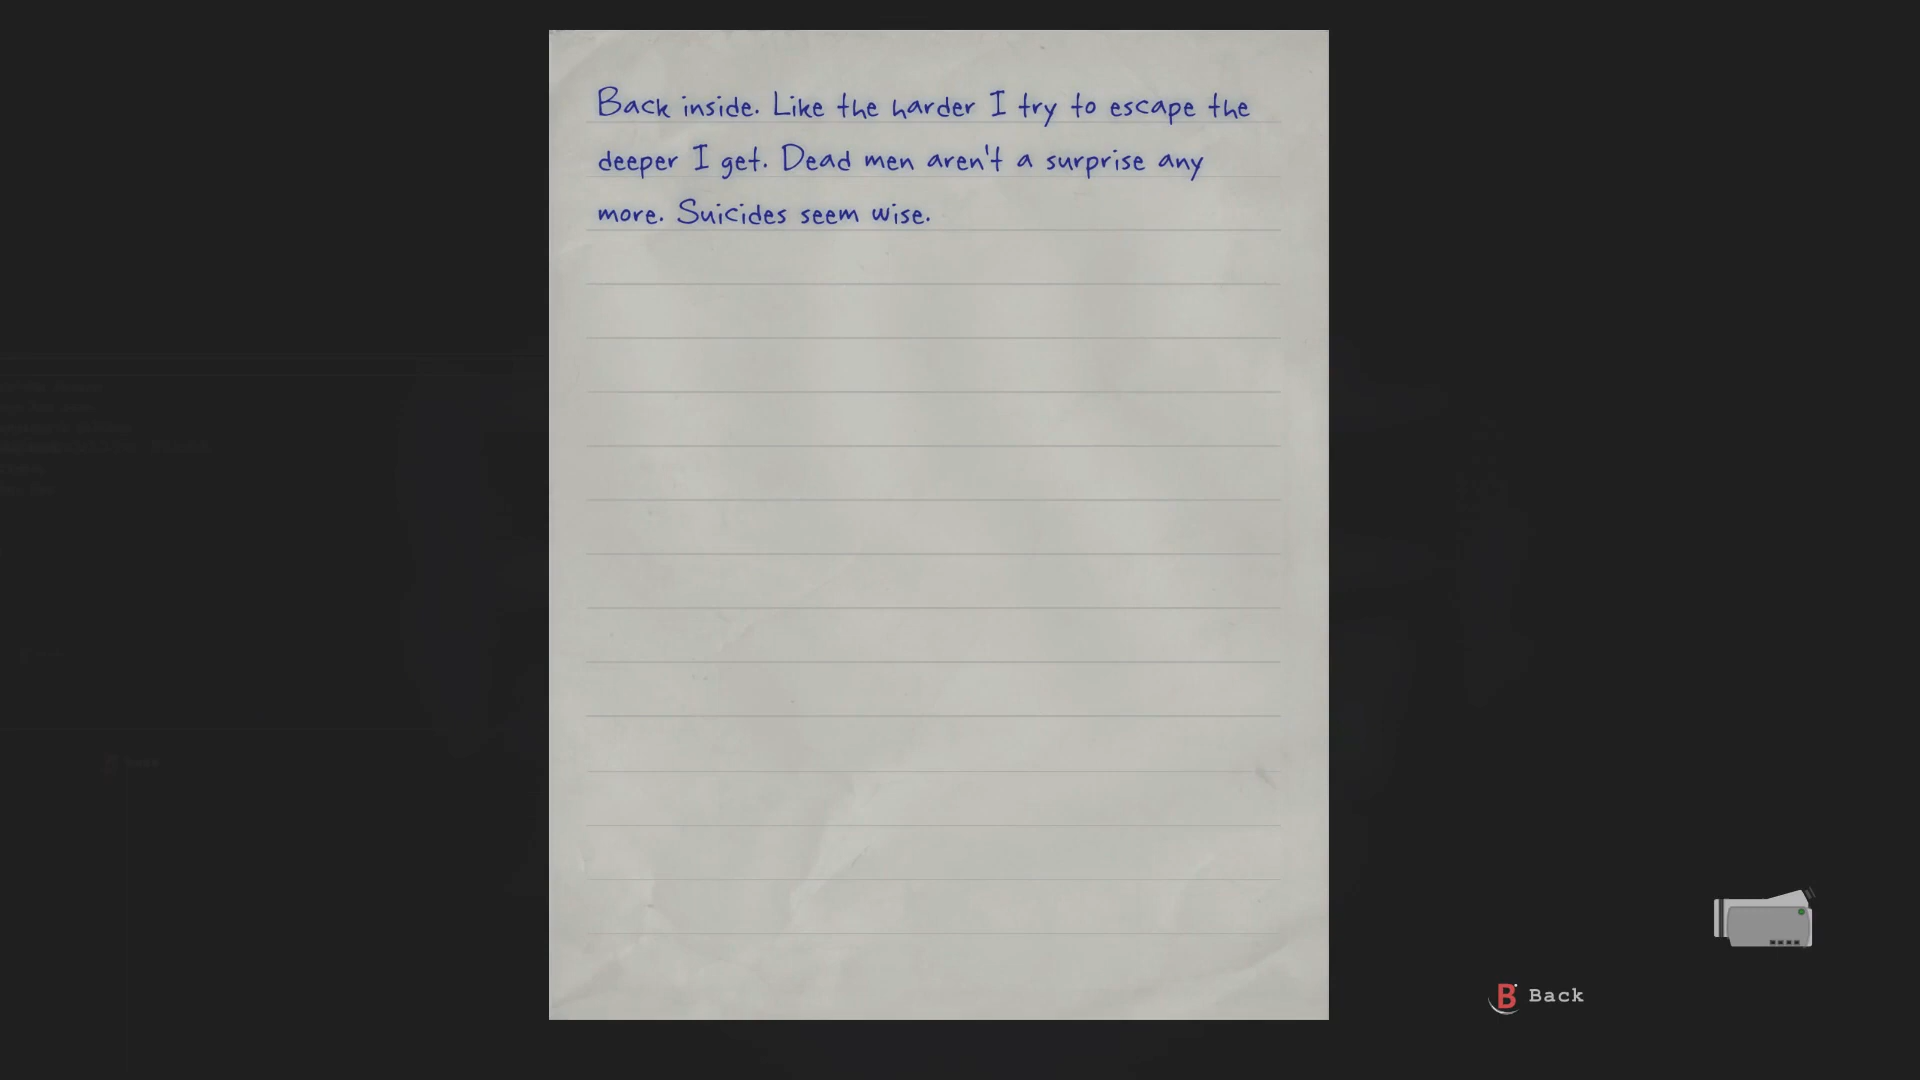 Back inside. Like the harder I try to escape the
deeper I get. Dead men aren't a surprise any
more. Suicides seem wise.
B Back